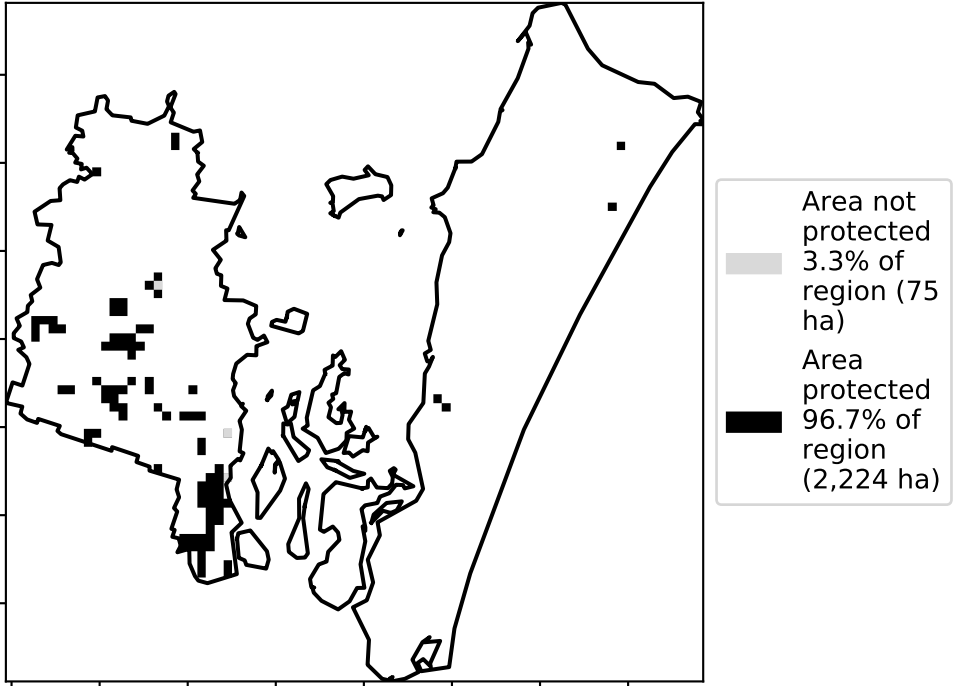 Area not
protected
3.3% of
region (75
ha)
Area
protected
96.7% of
region
(2,224 ha)